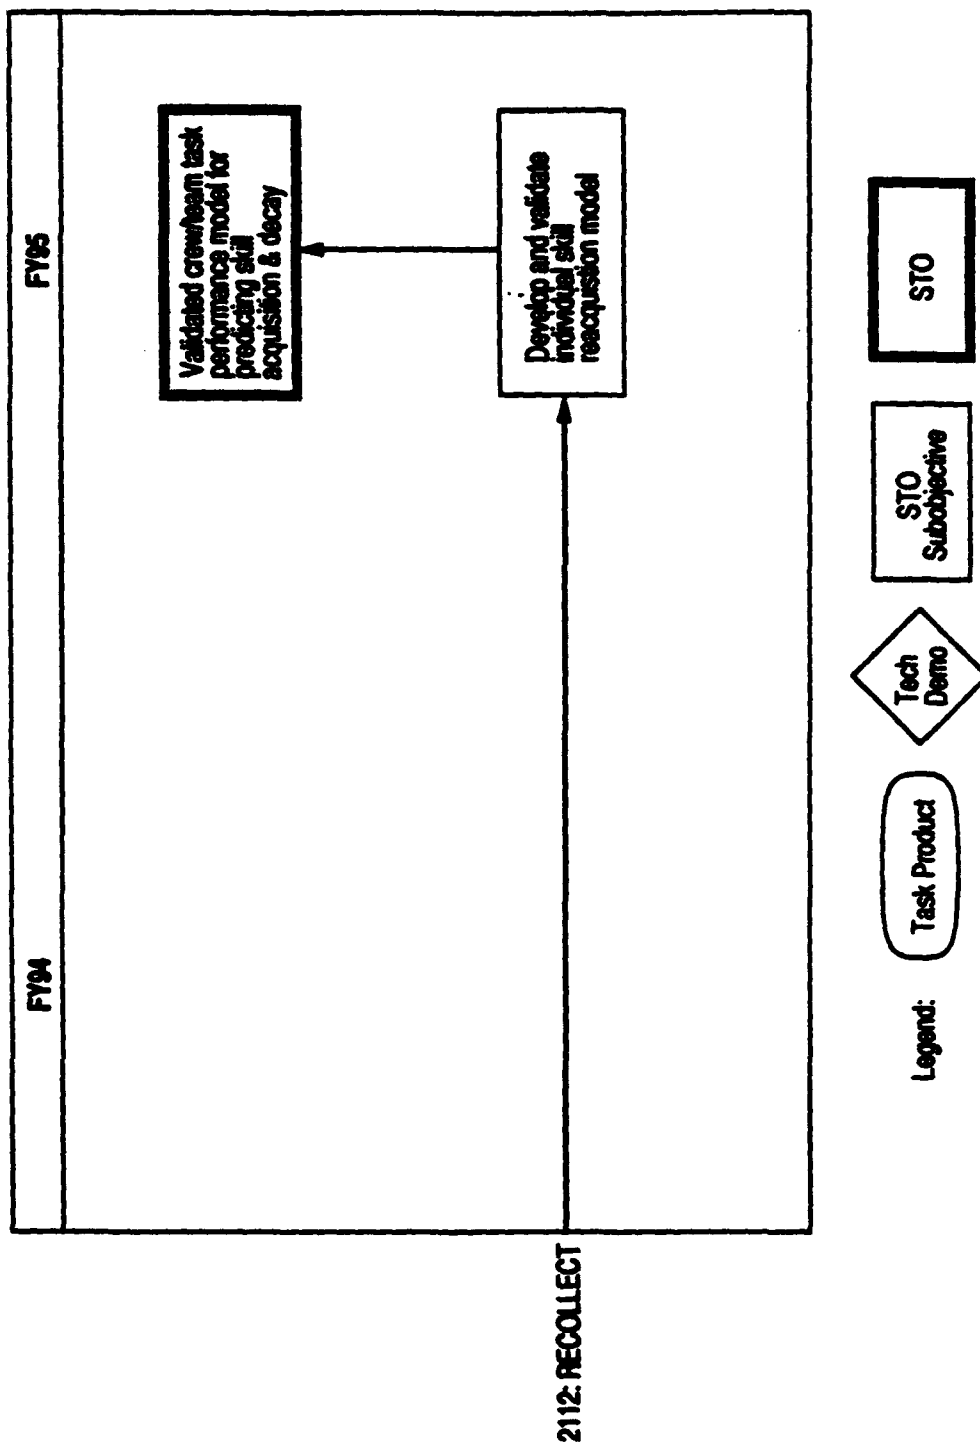 FY94
FY95
Validated crew/team task
performance model for
predicting skill
acquisition & decay
Develop and validate
individual skill
reacquistion model
2112: RECOLLECT
Legend:
Task Product
Tech
Demo
STO
Subobjective
STO